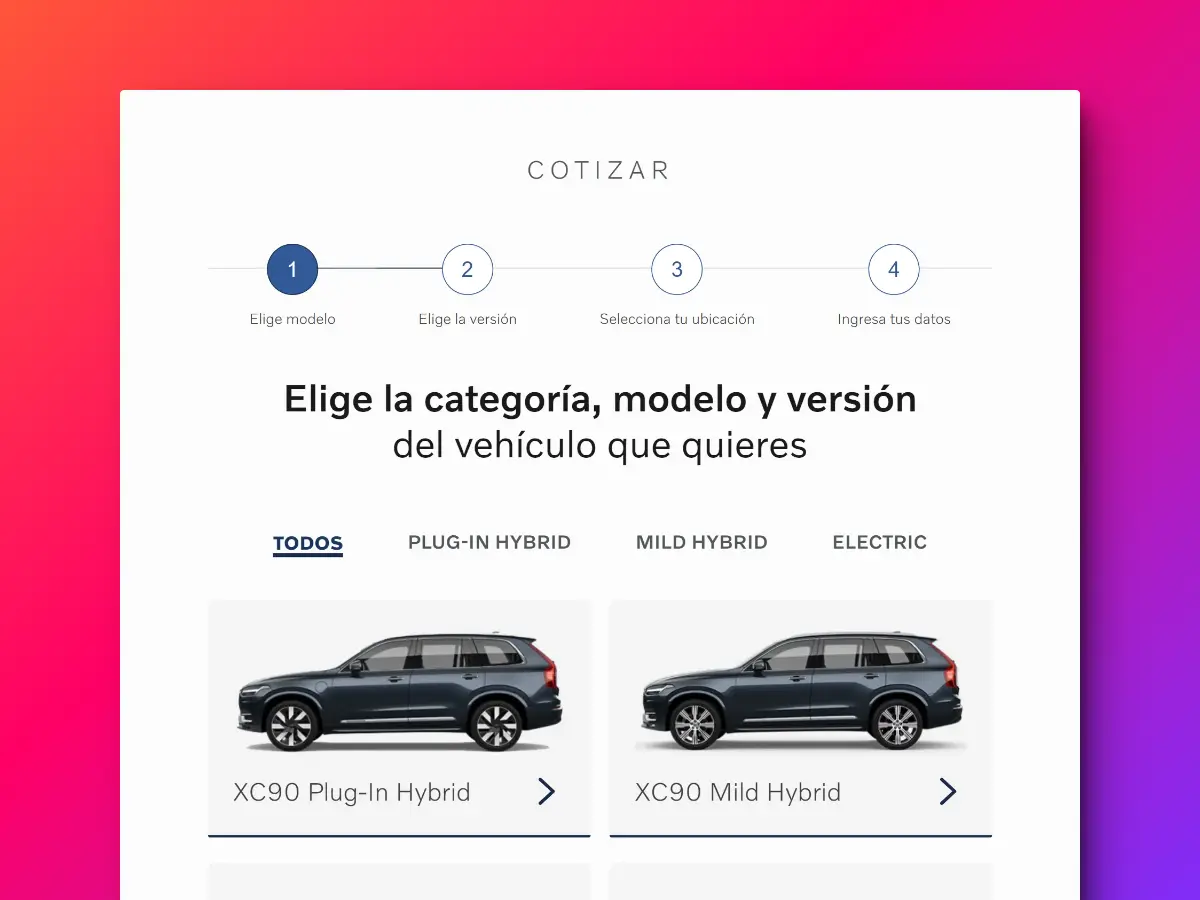 COTIZAR
1
2
3
4
Elige modelo
Elige la versión
Selecciona tu ubicación
Ingresa tus datos
Elige la categoría, modelo y versión
del vehículo que quieres
TODOS
PLUG-IN HYBRID
MILD HYBRID
ELECTRIC
XC90 Plug-In Hybrid
XC90 Mild Hybrid